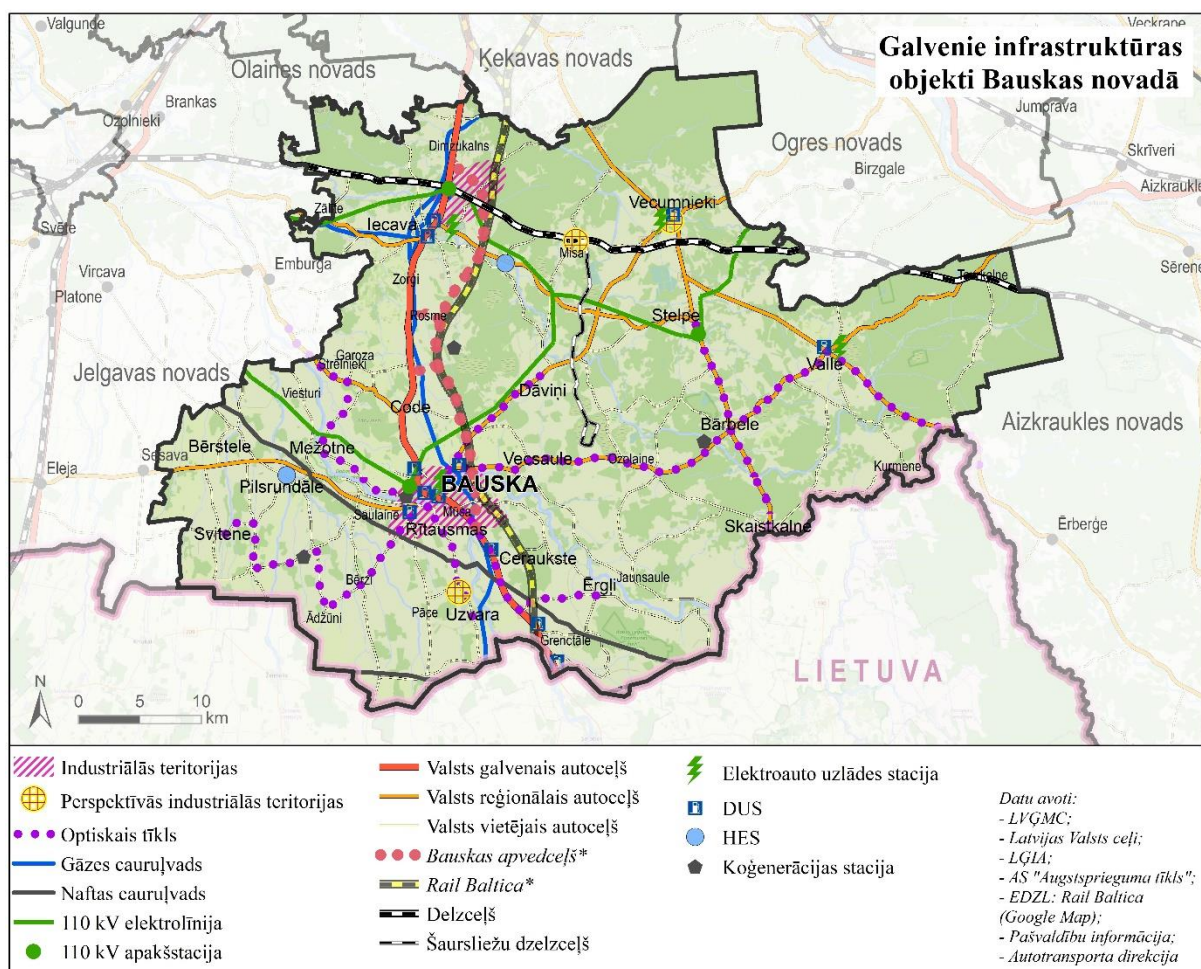 Galvenie infrastruktūras
objekti Bauskas novadā
Valgunde
Veckrane
Ķekavas novads
Olaines novads
Brankas
Ozolnieki
Jumprava
Ogres novads
Skrīveri
Birzgale
Aizkraukle
Dimzukalns
Vecumnieki
Zālīte
Iecava
Svēte
Misa
Emburga
Vircava
Sērene
Zorģi
Platone
Taurkalne
Rosme
Stelpe
Garoza
Strēlnieki
Valle
Jelgavas novads
Viesturi
Dāviņi
Code
Aizkraukles novads
Bārbele
Bērstele
Mežotne
Sesava
Eleja
Vecsaule
Ozolaine
Kurmene
Pilsrundāle
BAUSKA
Saulaine
Mūsa
Skaistkalne
Svitene
Rītausmas
Ērberģe
Ceraukste
Bērzi
Jaunsaule
Ērgļi
Pāce
Uzvara
Ādžūni
Grenctāle
LIETUVA
N
0 5 10
km
Industriālās teritorijas
Perspektīvās industriālās teritorijas
Optiskais tīkls
Gāzes cauruļvads
Naftas cauruļvads
110 kV elektrolīnija
110 kV apakšstacija
Valsts galvenais autoceļš
Valsts reģionālais autoceļš
Valsts vietējais autoceļš
Bauskas apvedceļš*
Rail Baltica*
Delzceļš
Šaursliežu dzelzceļš
Elektroauto uzlādes stacija
DUS
HES
Koģenerācijas stacija
Datu avoti:
- LVĢMC;
- Latvijas Valsts ceļi;
- LĢIA;
- AS "Augstsprieguma tīkls";
- EDZL: Rail Baltica
(Google Map);
- Pašvaldību informācija;
- Autotransporta direkcija